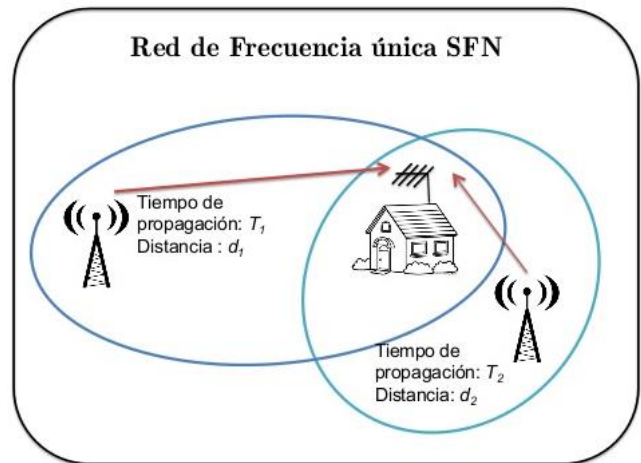 Red de Frecuencia única SFN
Tiempo de
propagación: T₁
Distancia : d₁
Tiempo de
propagación: T₂
Distancia: d₂